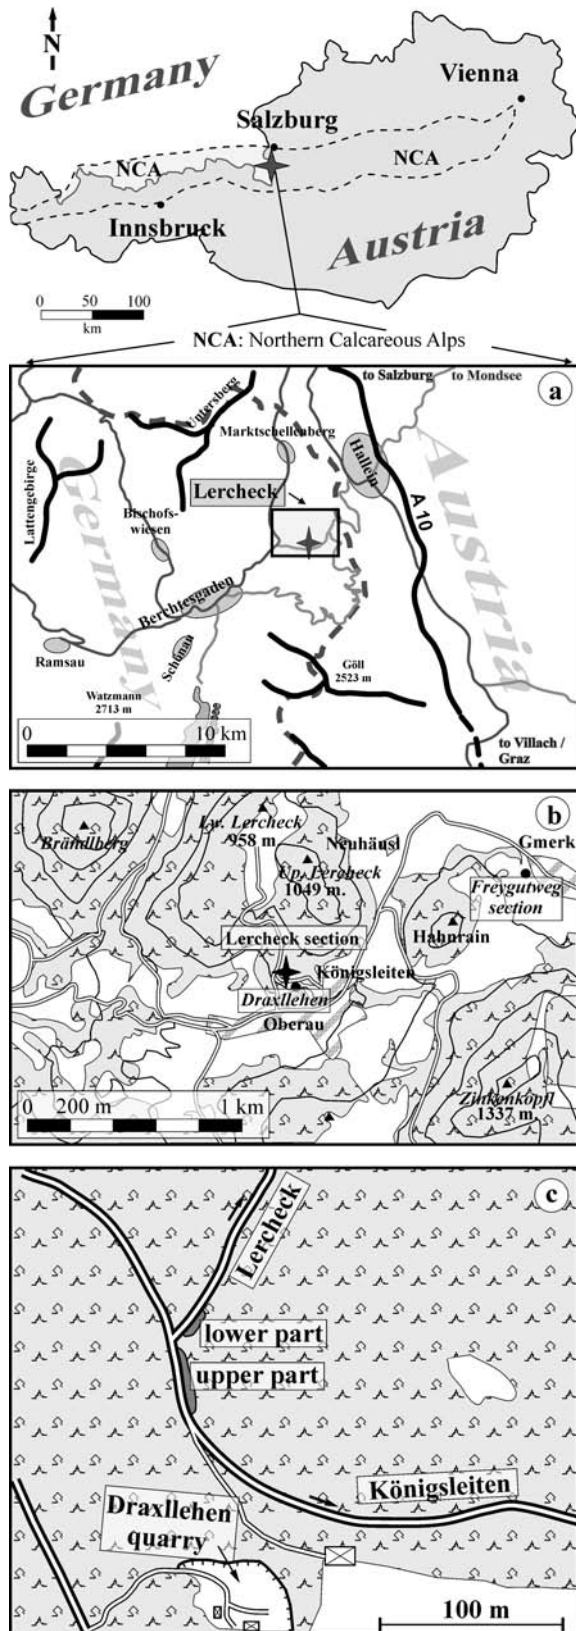 N
Germany
Vienna
Salzburg
NCA
NCA
Innsbruck
Austria
0 50 100
km
NCA: Northern Calcareous Alps
a
to Salzburg
to Mondsee
Untersberg
Marktschellenberg
Hallein
Lattengebirge
Germany
Lercheck
Austria
A 10
Bischofs-
wiesen
Berchtesgaden
Ramsau
Schönau
Göll
2523 m
Watzmann
2713 m
0 10 km
to Villach /
Graz
b
Brändlberg
Lw. Lercheck
958 m.
Neuhäusl
Gmerk
Up. Lercheck
1049 m.
Freygutweg
section
Hahnrain
Lercheck section
Königsleiten
Draxllehen
Oberau
0 200 m 1 km
Zinkenköpfl
1337 m.
c
Lercheck
lower part
upper part
Königsleiten
Draxllehen
quarry
100 m